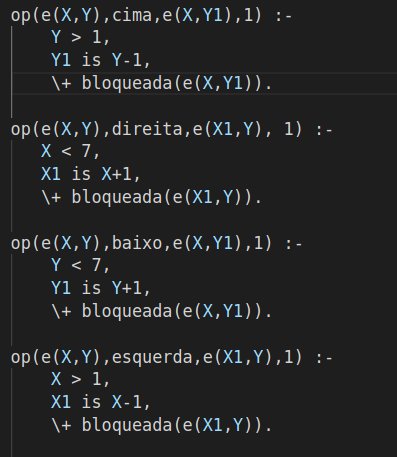 op(e(X,Y),cima,e(X,Y1),1) :-
    Y > 1,
    Y1 is Y-1,
    \+ bloqueada(e(X,Y1)).

op(e(X,Y),direita,e(X1,Y), 1) :-
   X < 7,
   X1 is X+1,
   \+ bloqueada(e(X1,Y)).

op(e(X,Y),baixo,e(X,Y1),1) :-
    Y < 7,
    Y1 is Y+1,
    \+ bloqueada(e(X,Y1)).

op(e(X,Y),esquerda,e(X1,Y),1) :-
    X > 1,
    X1 is X-1,
    \+ bloqueada(e(X1,Y)).